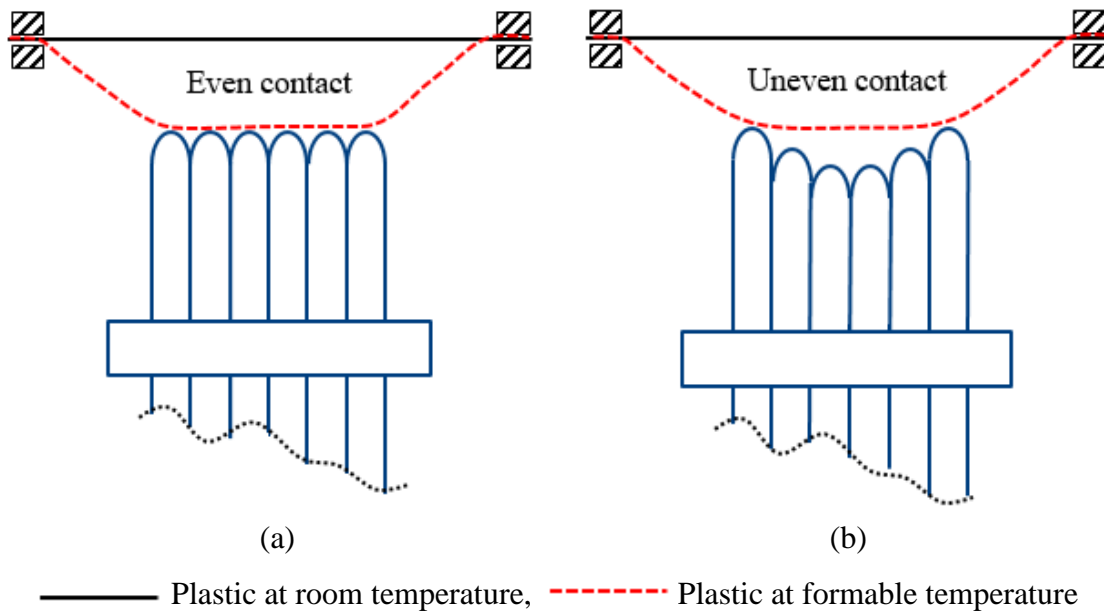 Even contact
Uneven contact
(a)
(b)
Plastic at room temperature,
Plastic at formable temperature